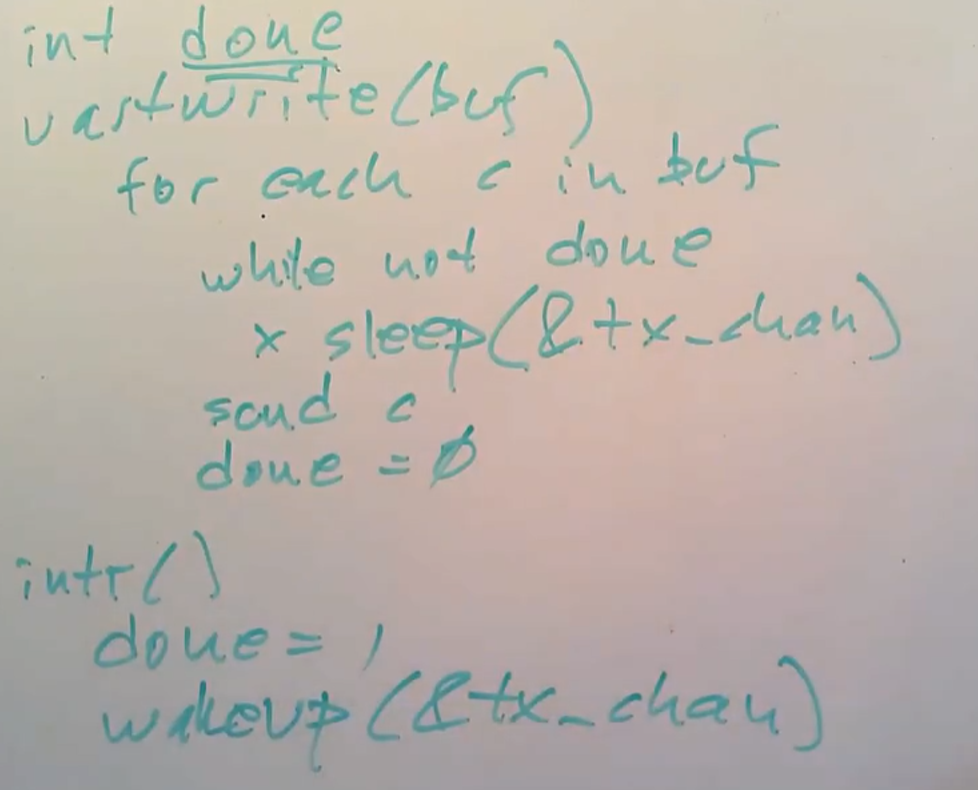 int done
uartwrite(buf)
for each c in buf
while not done
x sleep(&tx_chan)
send c
done = 0
intr()
done = 1
wakeup(&tx_chan)